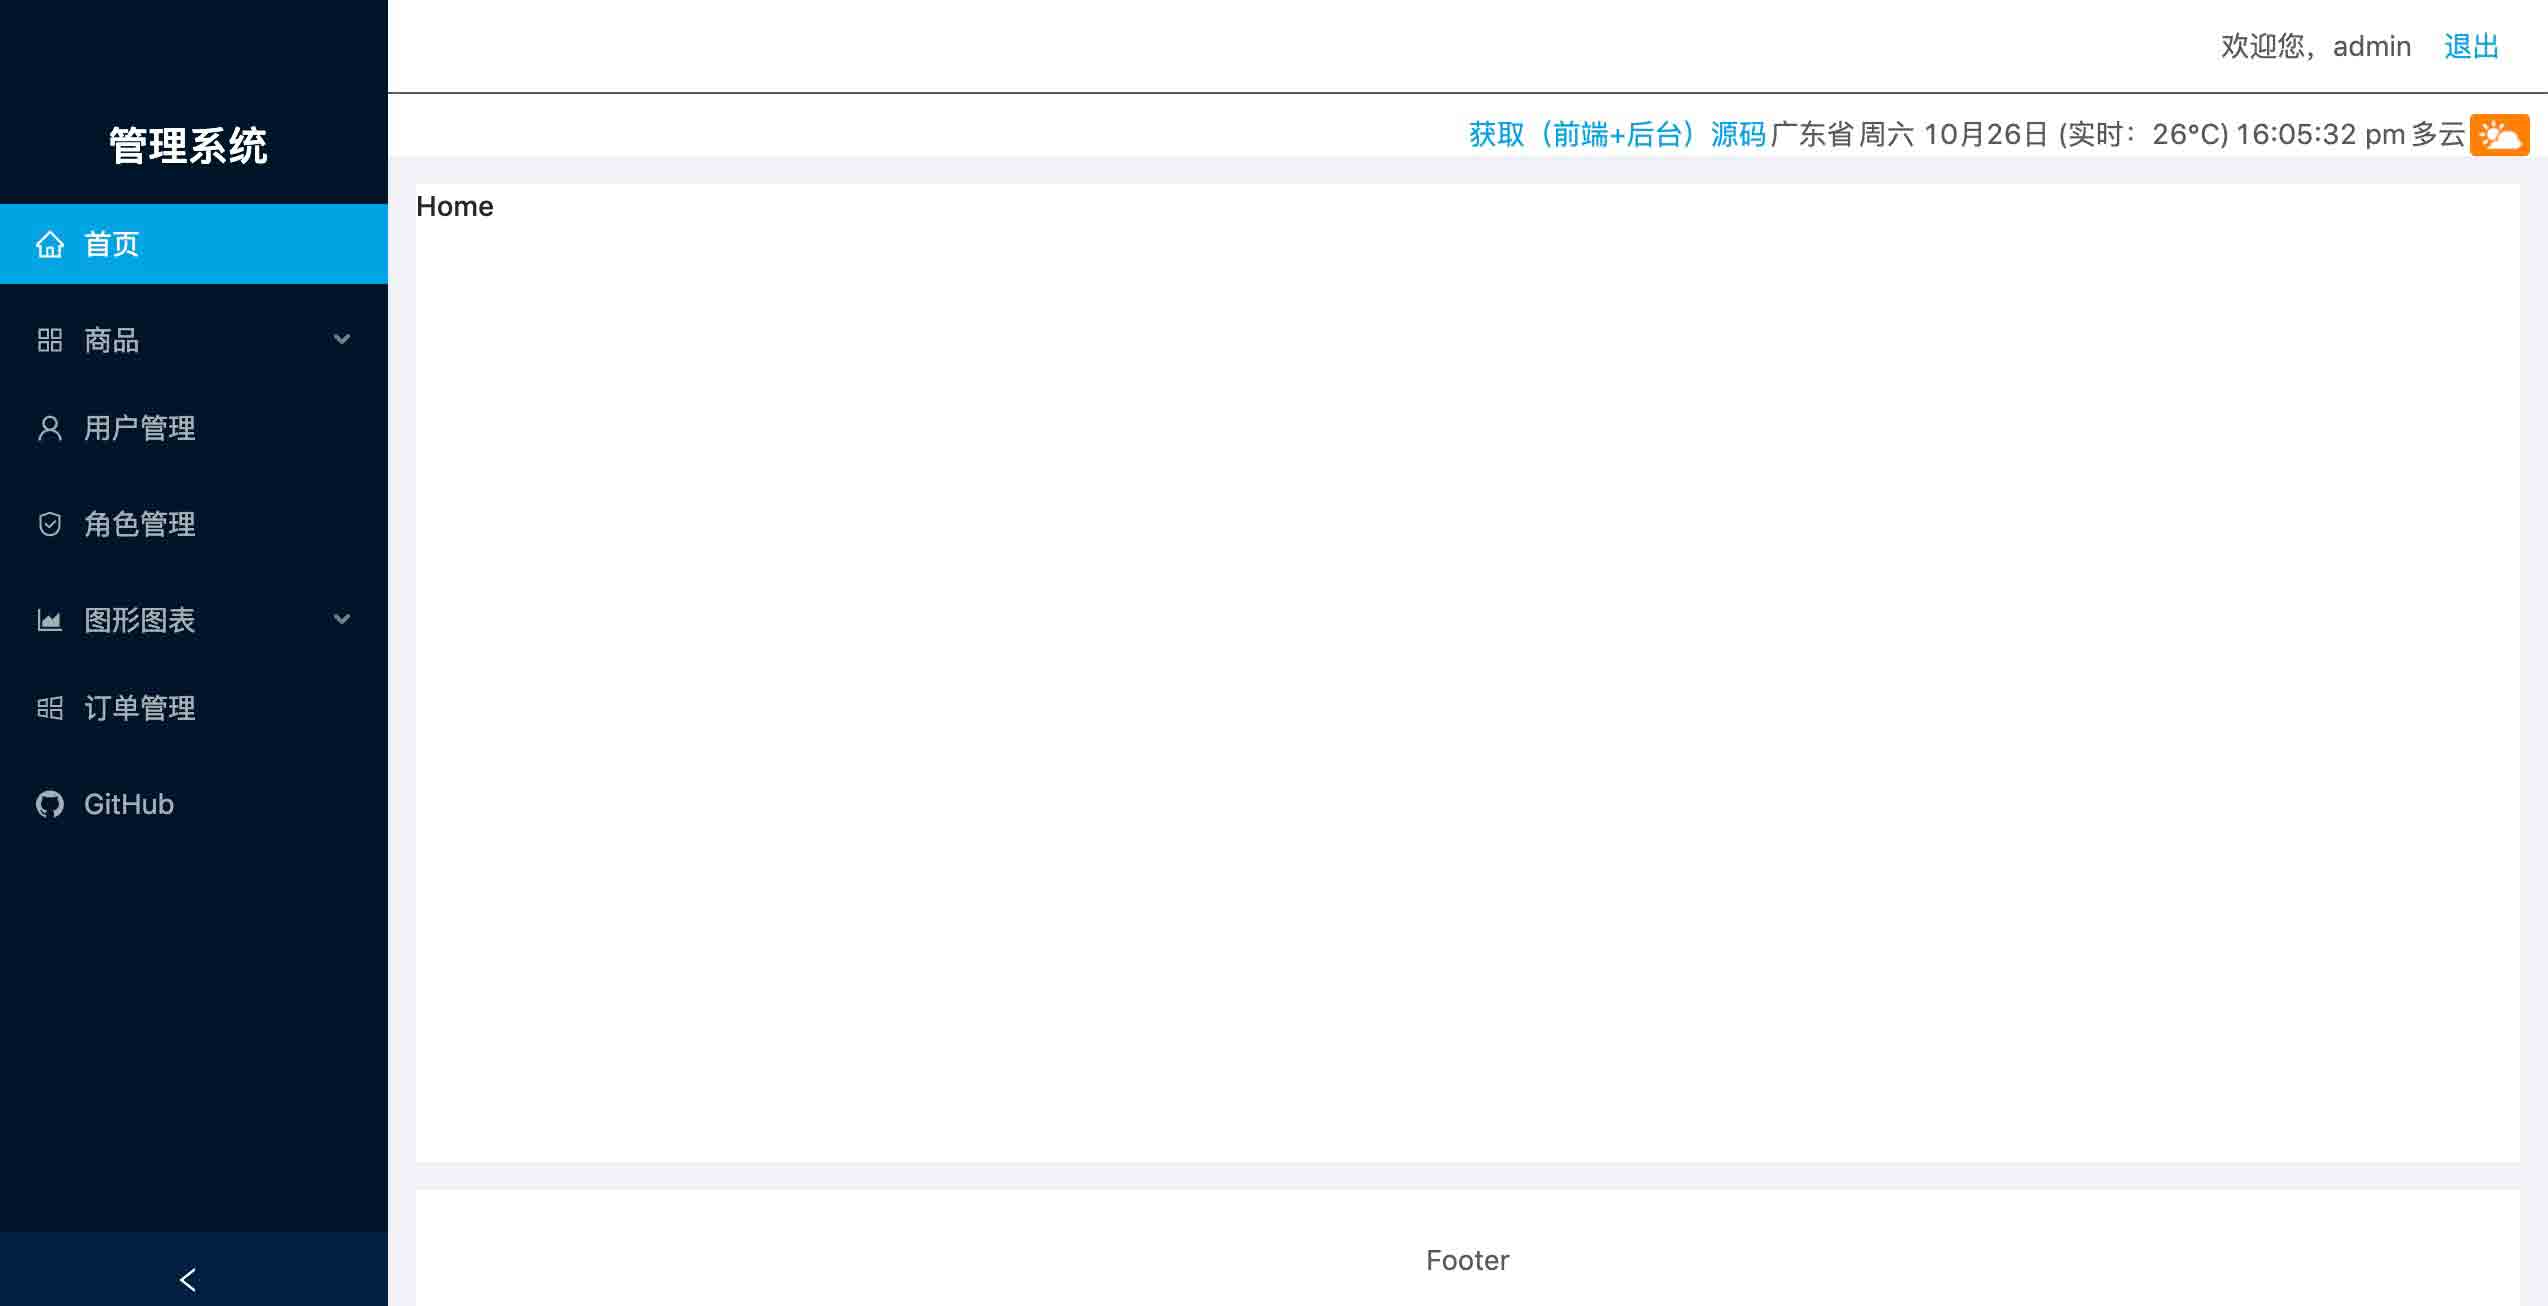 欢迎您，admin 退出
管理系统
获取（前端+后台）源码 广东省 周六 10月26日 (实时：26°C) 16:05:32 pm 多云
首页
商品
用户管理
角色管理
图形图表
订单管理
GitHub
Home
Footer